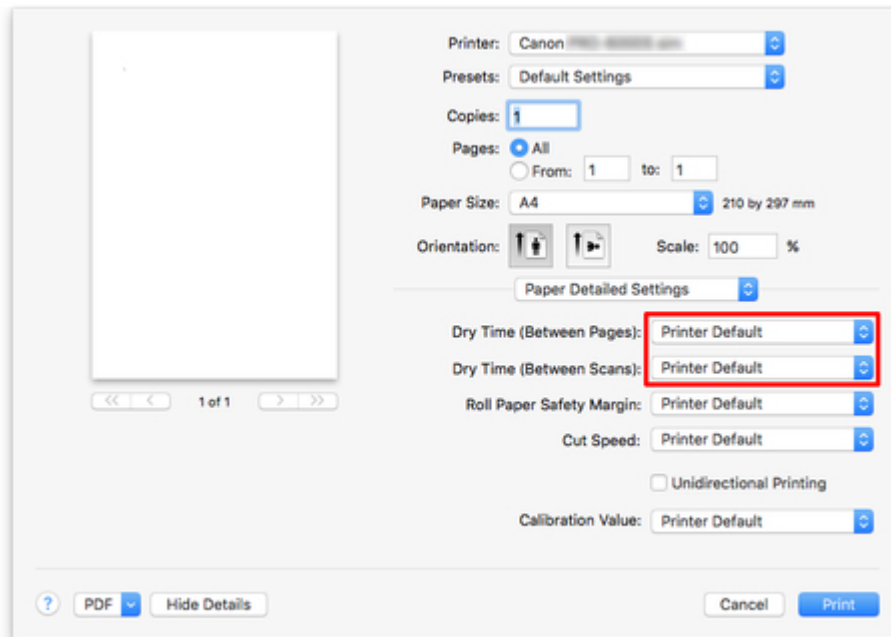 Printer: Canon
Presets: Default Settings
Copies: 1
Pages: All
From: 1 to: 1
Paper Size: A4 210 by 297 mm
Orientation: Scale: 100 %
Paper Detailed Settings
Dry Time (Between Pages): Printer Default
Dry Time (Between Scans): Printer Default
1 of 1
Roll Paper Safety Margin: Printer Default
Cut Speed: Printer Default
Unidirectional Printing
Calibration Value: Printer Default
? PDF Hide Details Cancel Print